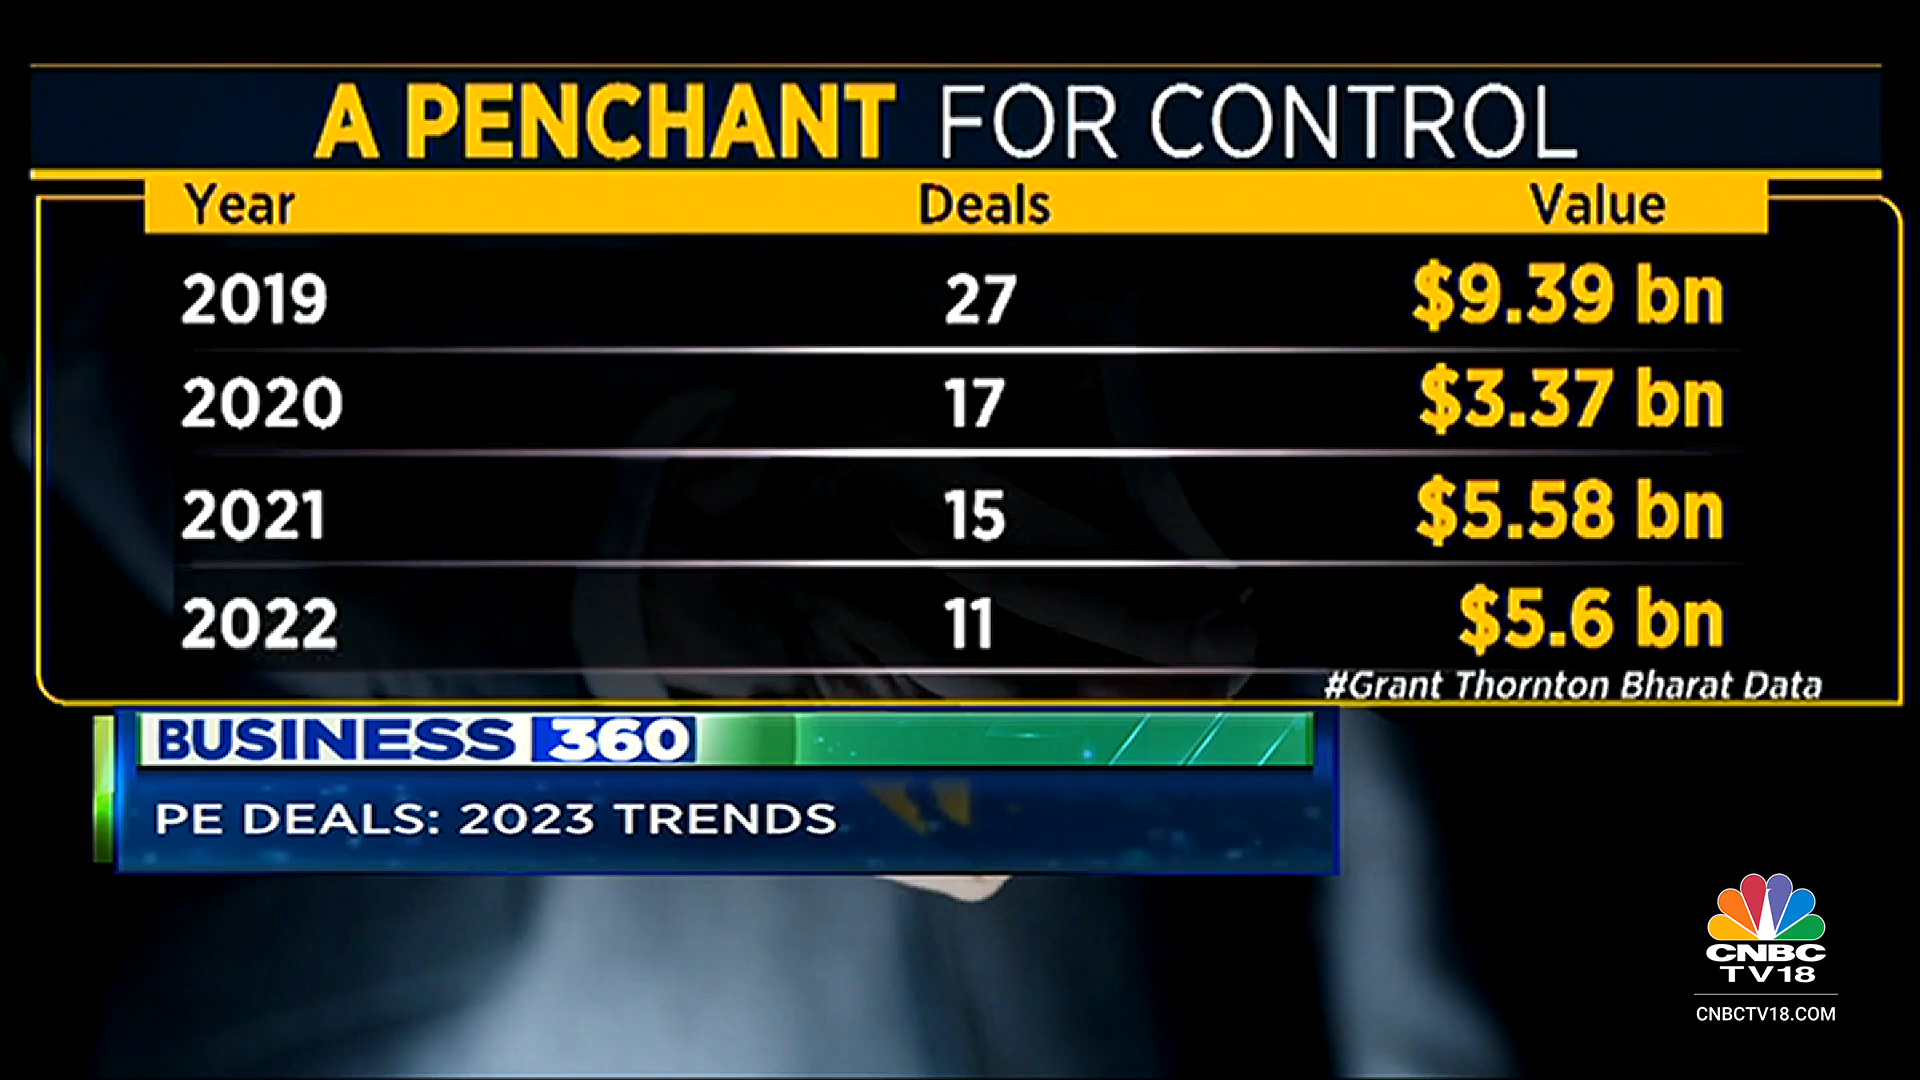 A PENCHANT FOR CONTROL
Year Deals Value
2019 27 $9.39 bn
2020 17 $3.37 bn
2021 15 $5.58 bn
2022 11 $5.6 bn
#Grant Thornton Bharat Data
BUSINESS 360
PE DEALS: 2023 TRENDS
CNBC
TV18
CNBCTV18.COM